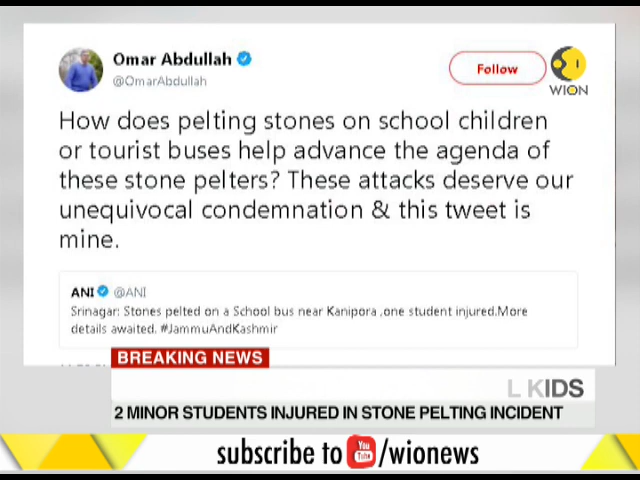 Omar Abdullah
@OmarAbdullah
Follow
WION
How does pelting stones on school children
or tourist buses help advance the agenda of
these stone pelters? These attacks deserve our
unequivocal condemnation & this tweet is
mine.
ANI @ANI
Srinagar: Stones pelted on a School bus near Kanipora ,one student injured.More
details awaited. #JammuAndKashmir
BREAKING NEWS
L KIDS
2 MINOR STUDENTS INJURED IN STONE PELTING INCIDENT
subscribe to You Tube /wionews